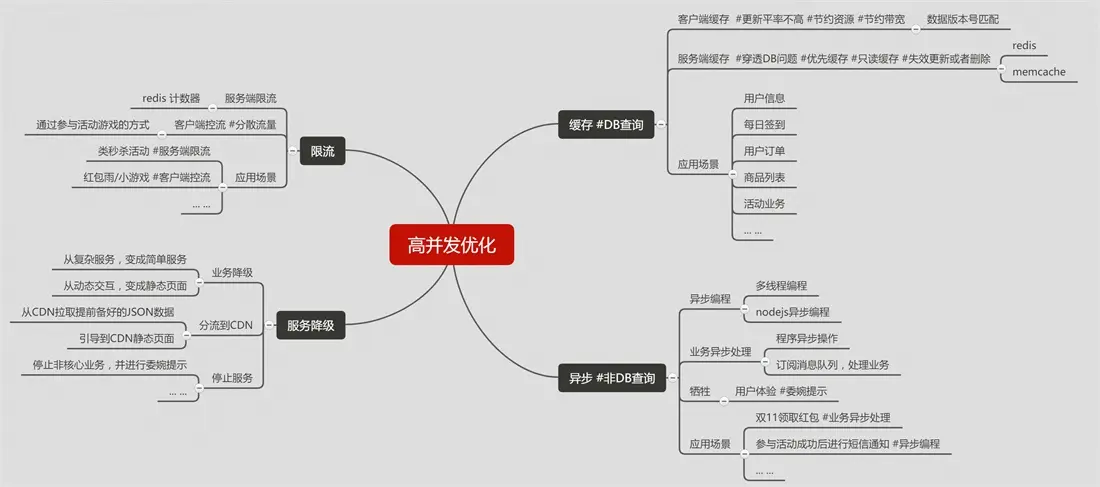 高并发优化
缓存 #DB查询
客户端缓存 #更新平率不高 #节约资源 #节约带宽
数据版本号匹配
服务端缓存 #穿透DB问题 #优先缓存 #只读缓存 #失效更新或者删除
redis
memcache
应用场景
用户信息
每日签到
用户订单
商品列表
活动业务
... ...
异步 #非DB查询
异步编程
多线程编程
nodejs异步编程
业务异步处理
程序异步操作
订阅消息队列，处理业务
牺牲
用户体验 #委婉提示
应用场景
双11领取红包 #业务异步处理
参与活动成功后进行短信通知 #异步编程
... ...
限流
服务端限流
redis 计数器
客户端控流 #分散流量
通过参与活动游戏的方式
应用场景
类秒杀活动 #服务端限流
红包雨/小游戏 #客户端控流
... ...
服务降级
业务降级
从复杂服务，变成简单服务
从动态交互，变成静态页面
分流到CDN
从CDN拉取提前备好的JSON数据
引导到CDN静态页面
停止服务
停止非核心业务，并进行委婉提示
... ...